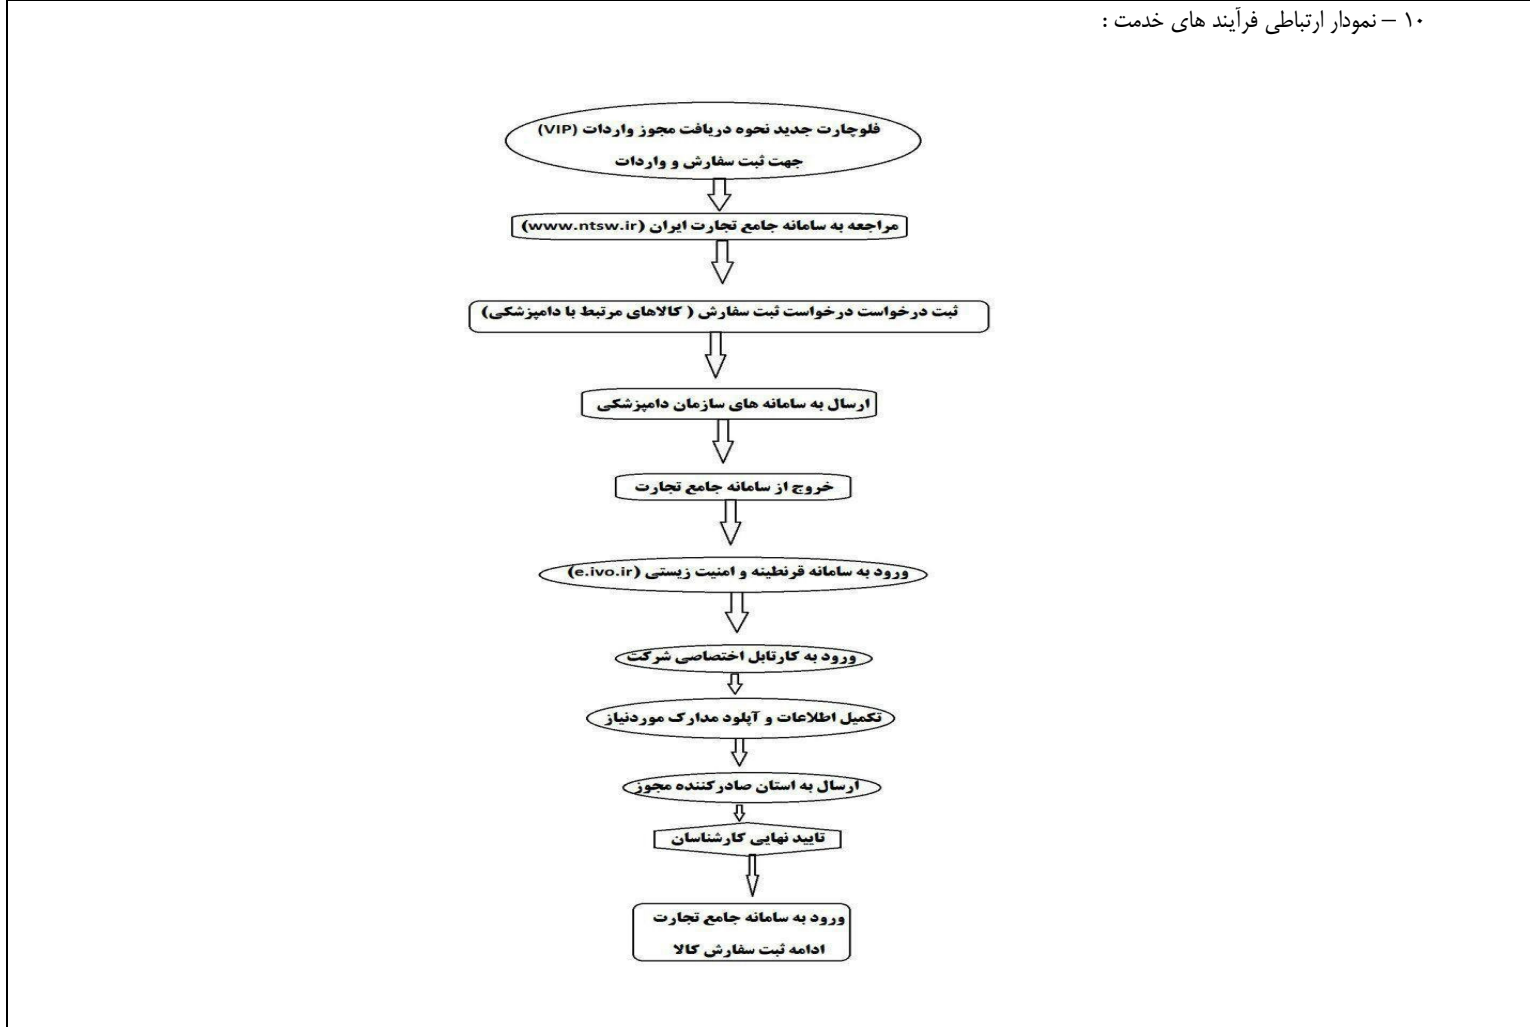 ۱۰ – نمودار ارتباطی فرآیند های خدمت :
فلوچارت جدید نحوه دریافت مجوز واردات (VIP)
جهت ثبت سفارش و واردات
مراجعه به سامانه جامع تجارت ایران (www.ntsw.ir)
ثبت درخواست درخواست ثبت سفارش ( کالاهای مرتبط با دامپزشکی)
ارسال به سامانه های سازمان دامپزشکی
خروج از سامانه جامع تجارت
ورود به سامانه قرنطینه و امنیت زیستی (e.ivo.ir)
ورود به کارتابل اختصاصی شرکت
تکمیل اطلاعات و آپلود مدارک موردنیاز
ارسال به استان صادرکننده مجوز
تایید نهایی کارشناسان
ورود به سامانه جامع تجارت
ادامه ثبت سفارش کالا